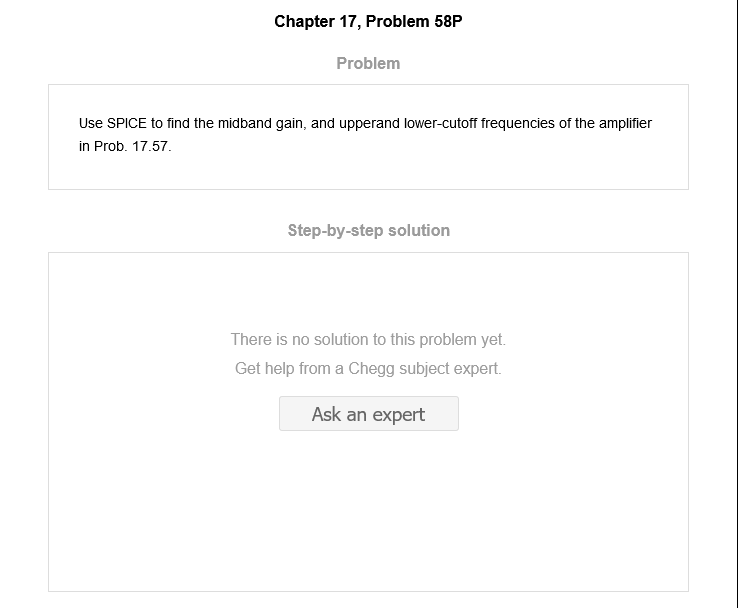 Chapter 17, Problem 58P
Problem
Use SPICE to find the midband gain, and upperand lower-cutoff frequencies of the amplifier
in Prob. 17.57.
Step-by-step solution
There is no solution to this problem yet.
Get help from a Chegg subject expert.
Ask an expert